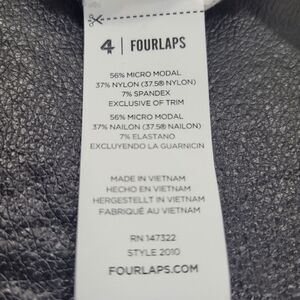 4 | FOURLAPS
56% MICRO MODAL
37% NYLON (37.5® NYLON)
7% SPANDEX
EXCLUSIVE OF TRIM
56% MICRO MODAL
37% NAILON (37.5® NAILON)
7% ELASTANO
EXCLUYENDO LA GUARNICIN
MADE IN VIETNAM
HECHO EN VIETNAM
HERGESTELLT IN VIETNAM
FABRIQUÉ AU VIETNAM
RN 147322
STYLE 2010
FOURLAPS.COM